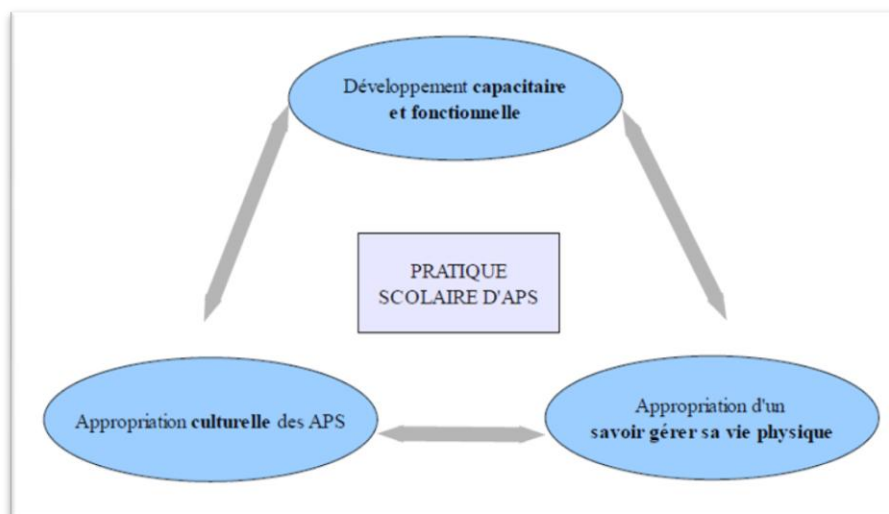 Développement capacitaire
et fonctionnelle
PRATIQUE
SCOLAIRE D'APS
Appropriation culturelle des APS
Appropriation d'un
savoir gérer sa vie physique